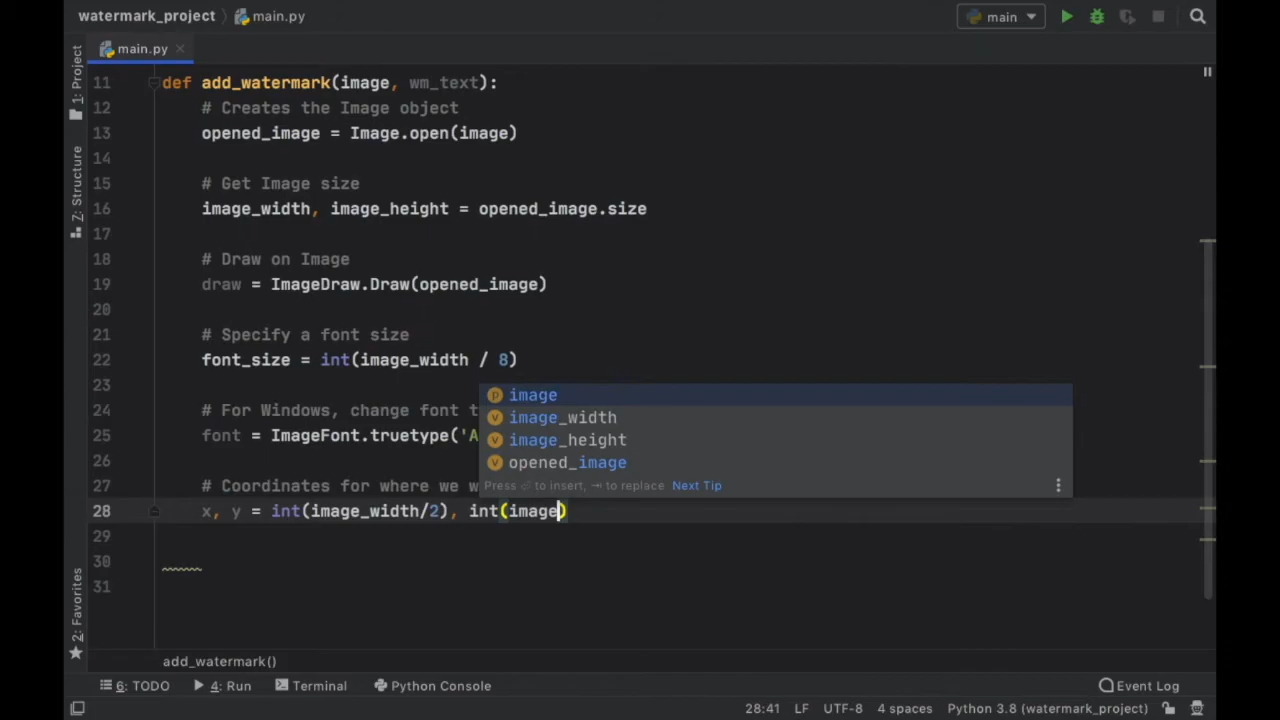 watermark_project
main.py
main
main.py
1: Project
7: Structure
2: Favorites
11 def add_watermark(image, wm_text):
12 # Creates the Image object
13 opened_image = Image.open(image)
14
15 # Get Image size
16 image_width, image_height = opened_image.size
17
18 # Draw on Image
19 draw = ImageDraw.Draw(opened_image)
20
21 # Specify a font size
22 font_size = int(image_width / 8)
23
24 # For Windows, change font t
25 font = ImageFont.truetype('A
26
27 # Coordinates for where we w
28 x, y = int(image_width/2), int(image)
29
30
31
p image
v image_width
v image_height
v opened_image
Press ⏎ to insert, ⇥ to replace Next Tip
add_watermark()
6: TODO
4: Run
Terminal
Python Console
Event Log
28:41 LF UTF-8 4 spaces Python 3.8 (watermark_project)